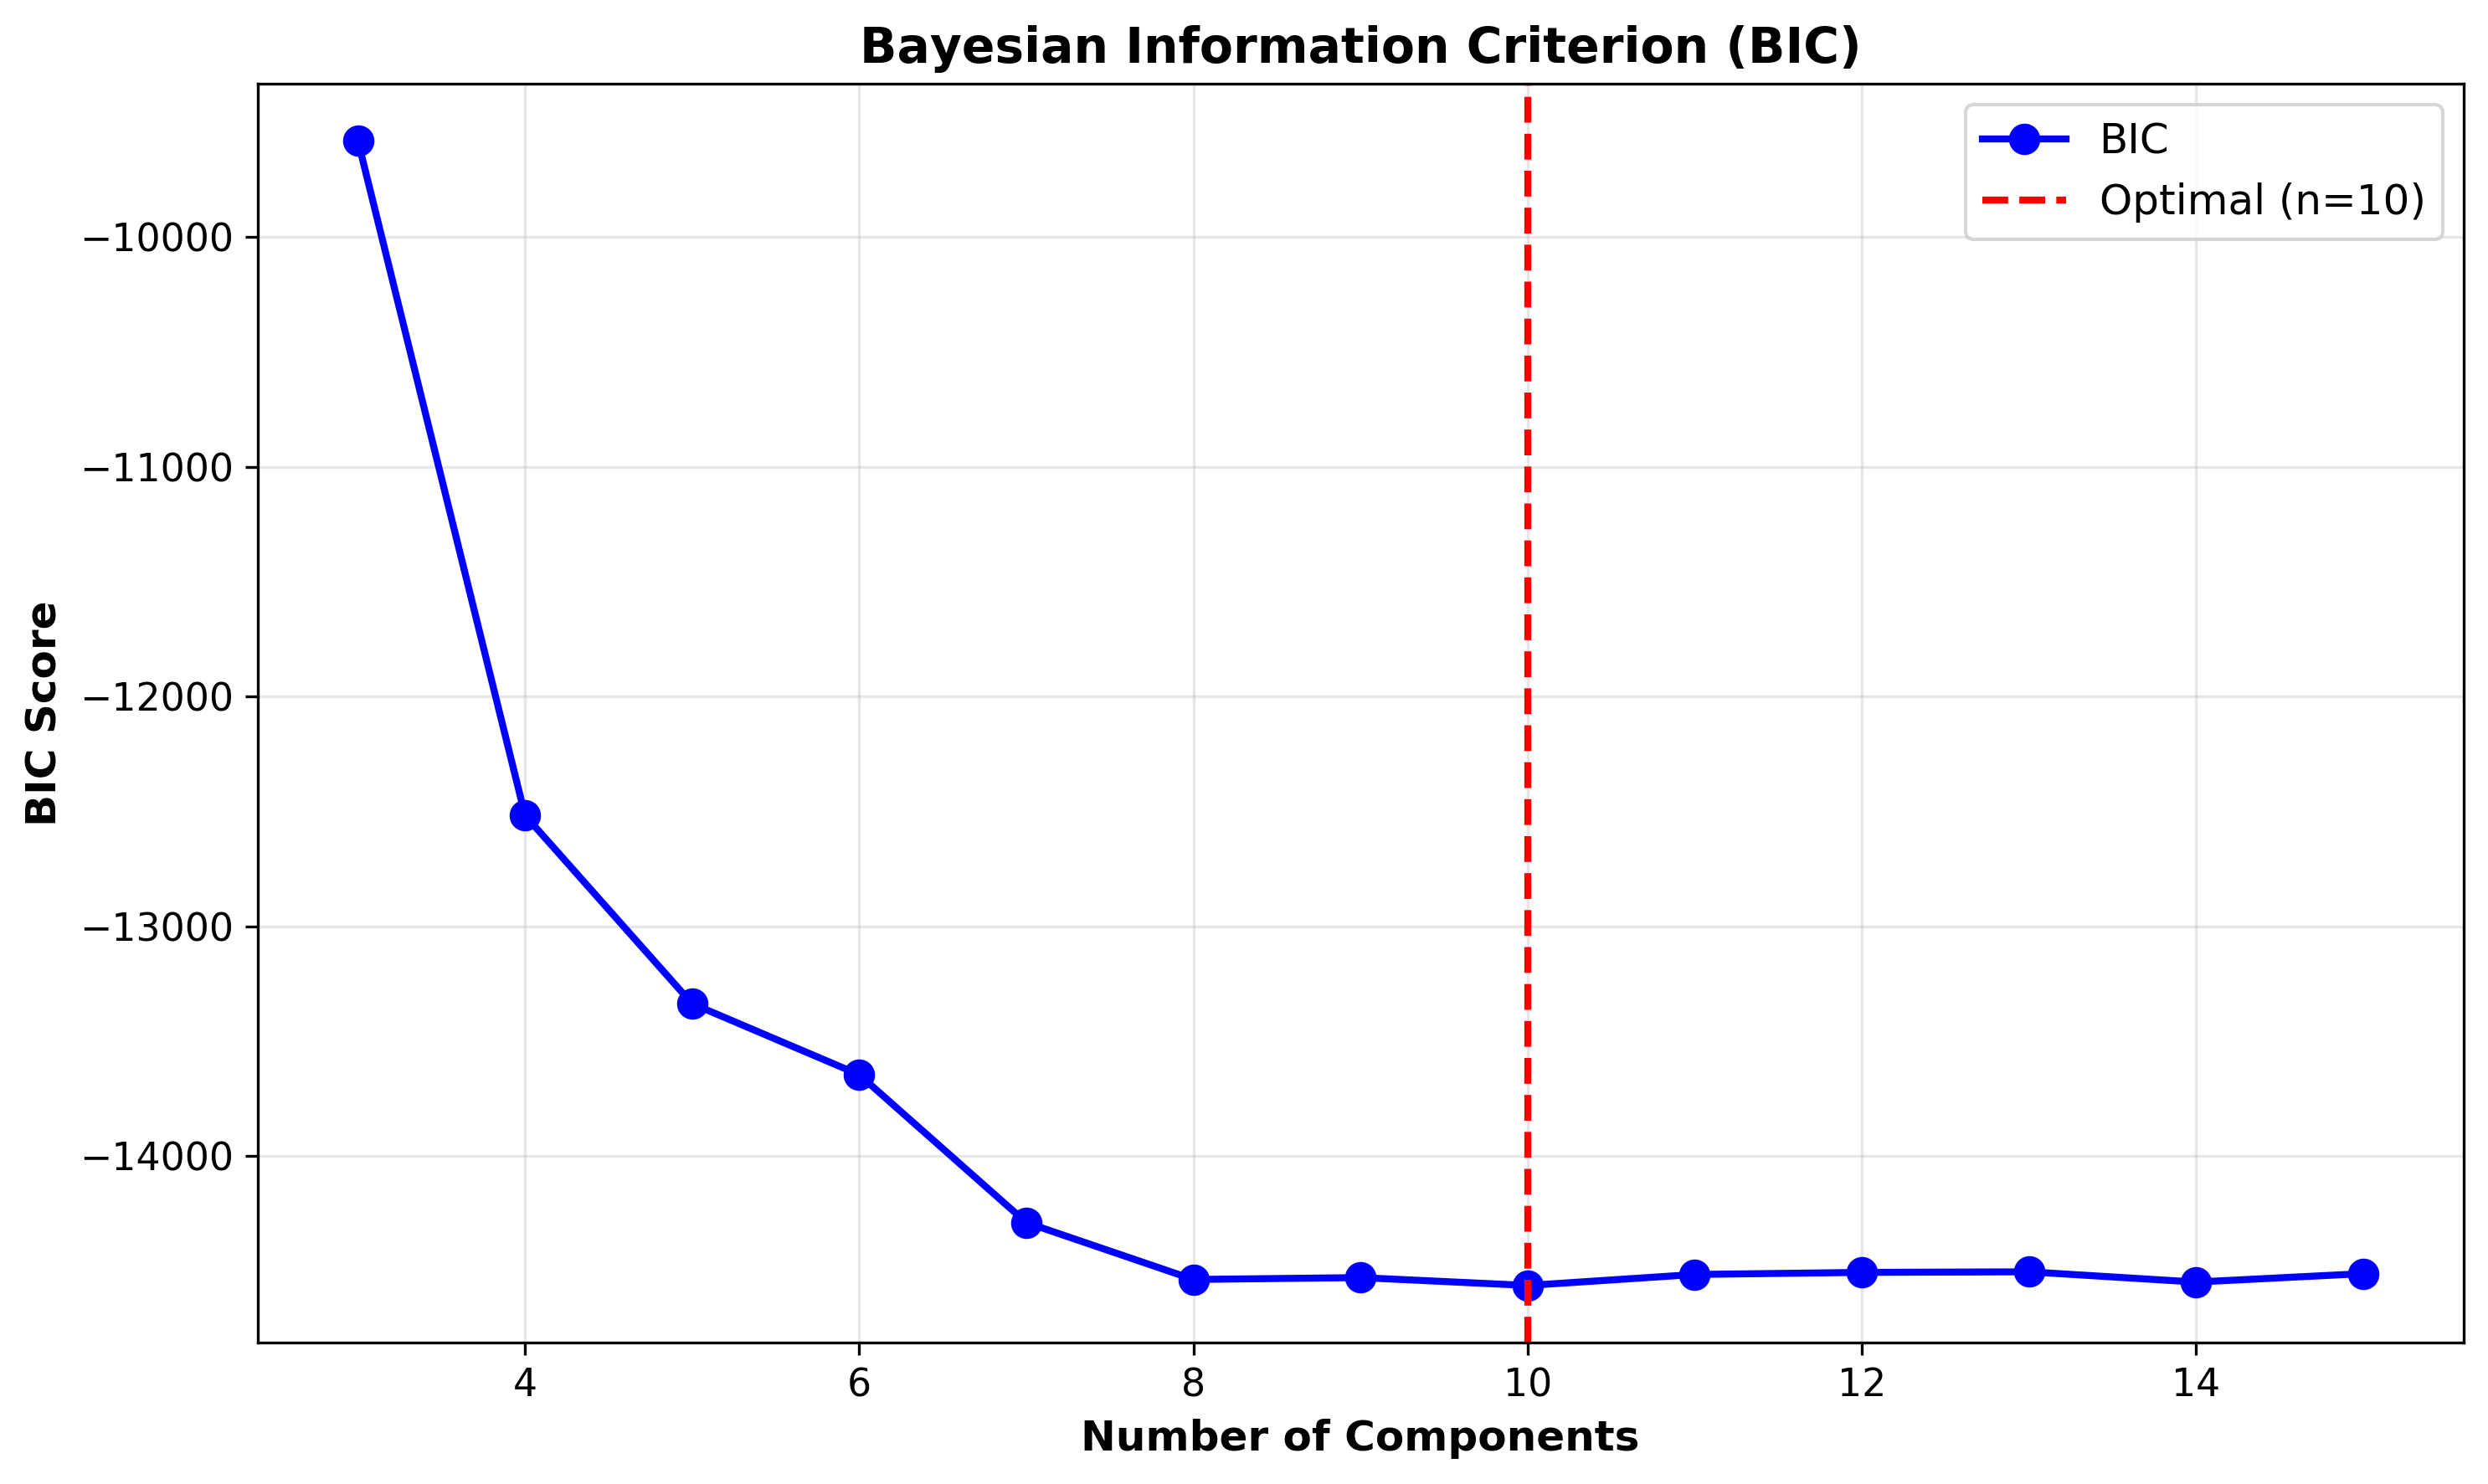 Bayesian Information Criterion (BIC)
BIC
Optimal (n=10)
BIC Score
−10000
−11000
−12000
−13000
−14000
4 6 8 10 12 14
Number of Components